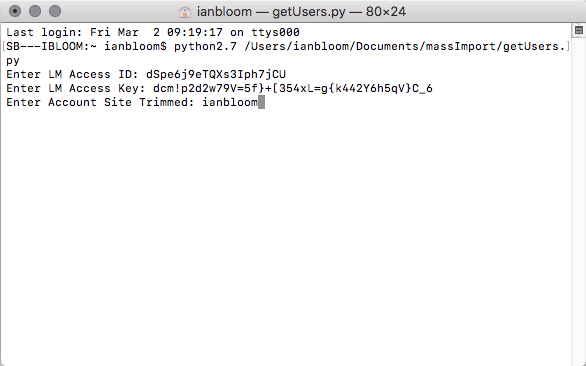 ianbloom — getUsers.py — 80×24
Last login: Fri Mar  2 09:19:17 on ttys000
[SB---IBLOOM:~ ianbloom$ python2.7 /Users/ianbloom/Documents/massImport/getUsers.]
py
Enter LM Access ID: dSpe6j9eTQXs3Iph7jCU
Enter LM Access Key: dcm!p2d2w79V=5f}+[354xL=g{k442Y6h5qV}C_6
Enter Account Site Trimmed: ianbloom